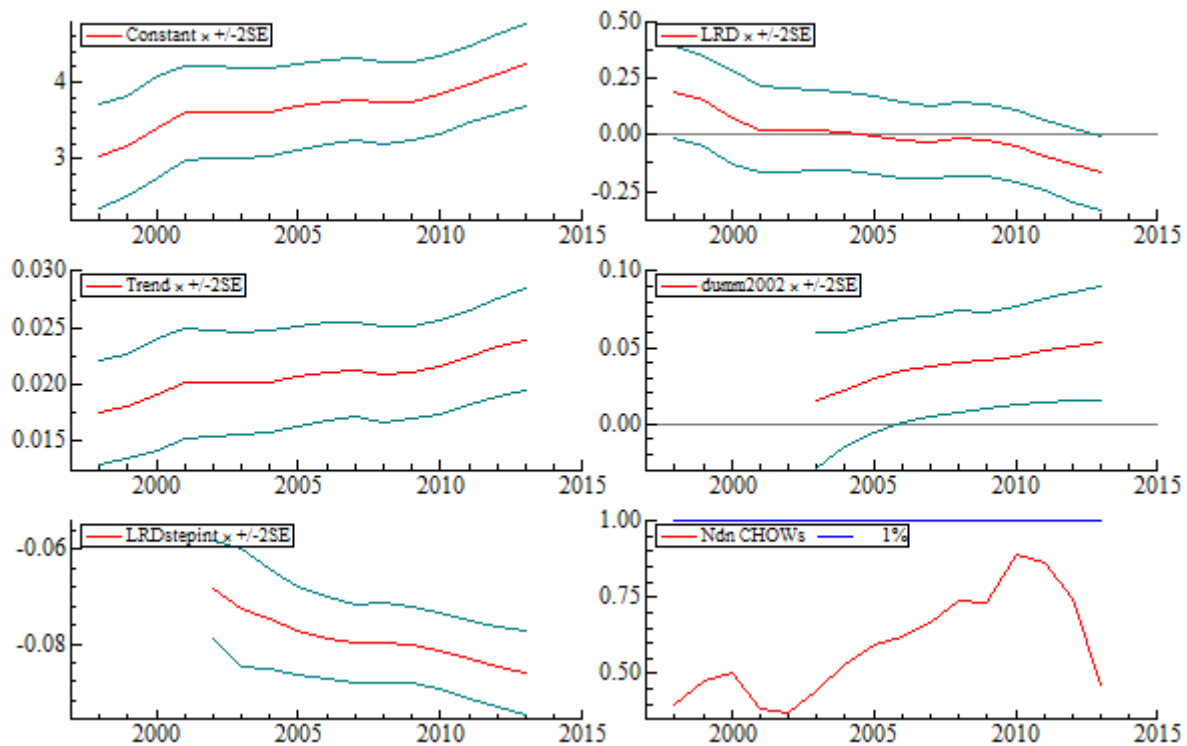 Constant × +/-2SE
4
3
2000 2005 2010 2015
LRD × +/-2SE
0.50
0.25
0.00
-0.25
2000 2005 2010 2015
Trend × +/-2SE
0.030
0.025
0.020
0.015
2000 2005 2010 2015
dumm2002 × +/-2SE
0.10
0.05
0.00
2000 2005 2010 2015
LRDstepint × +/-2SE
-0.06
-0.08
2000 2005 2010 2015
Ndn CHOWs 1%
1.00
0.75
0.50
2000 2005 2010 2015